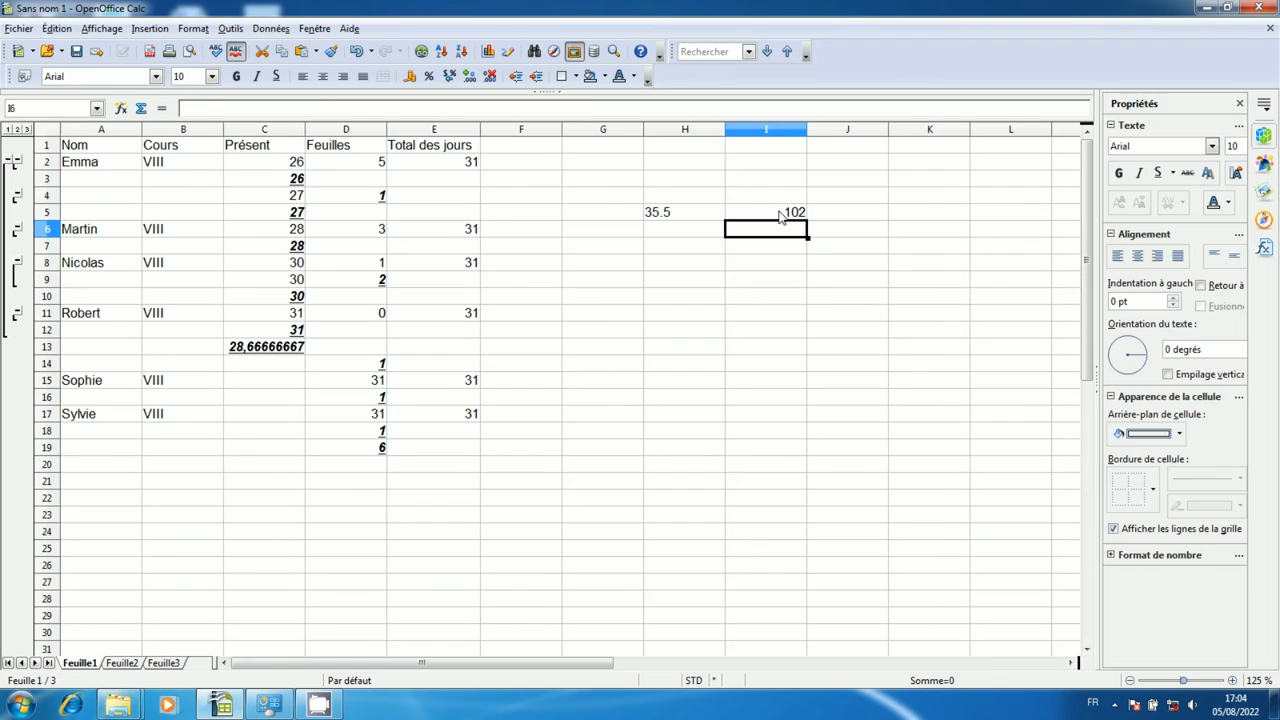 Sans nom 1 - OpenOffice Calc
Fichier Édition Affichage Insertion Format Outils Données Fenêtre Aide
Rechercher
Arial 10
I6
1 2 3
A B C D E F G H I J K L
1 Nom Cours Présent Feuilles Total des jours
2 Emma VIII 26 5 31
3 26
4 27 1
5 27 35.5 102
6 Martin VIII 28 3 31
7 28
8 Nicolas VIII 30 1 31
9 30 2
10 30
11 Robert VIII 31 0 31
12 31
13 28,66666667
14 1
15 Sophie VIII 31 31
16 1
17 Sylvie VIII 31 31
18 1
19 6
20
21
22
23
24
25
26
27
28
29
30
31
Propriétés
Texte
Arial 10
G I S ABC A A
Alignement
Indentation à gauch Retour à
0 pt Fusionne
Orientation du texte :
0 degrés
Empilage vertica
Apparence de la cellule
Arrière-plan de cellule :
Bordure de cellule :
Afficher les lignes de la grille
Format de nombre
Feuille1 Feuille2 Feuille3
Feuille 1 / 3 Par défaut STD * Somme=0 125 %
FR 17:04
05/08/2022